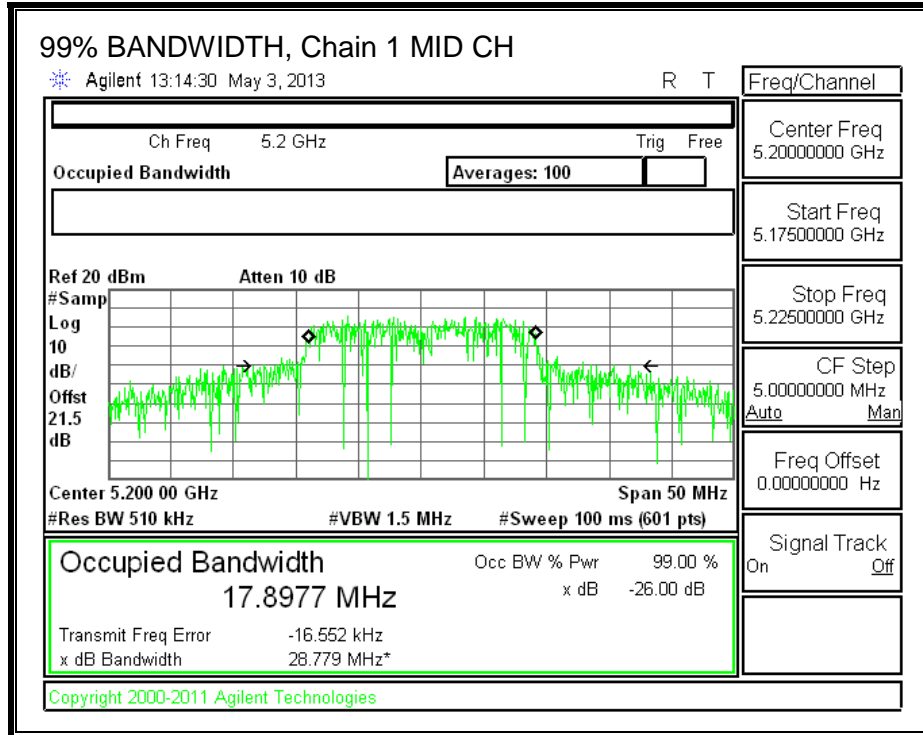 99% BANDWIDTH, Chain 1 MID CH
Agilent 13:14:30 May 3, 2013 R T
Freq/Channel
Ch Freq 5.2 GHz Trig Free
Occupied Bandwidth Averages: 100
Center Freq
5.20000000 GHz
Start Freq
5.17500000 GHz
Stop Freq
5.22500000 GHz
CF Step
5.00000000 MHz
Auto Man
Freq Offset
0.00000000 Hz
Signal Track
On Off
Ref 20 dBm Atten 10 dB
#Samp
Log
10
dB/
Offst
21.5
dB
Center 5.200 00 GHz Span 50 MHz
#Res BW 510 kHz #VBW 1.5 MHz #Sweep 100 ms (601 pts)
Occupied Bandwidth Occ BW % Pwr 99.00 %
17.8977 MHz x dB -26.00 dB
Transmit Freq Error -16.552 kHz
x dB Bandwidth 28.779 MHz*
Copyright 2000-2011 Agilent Technologies